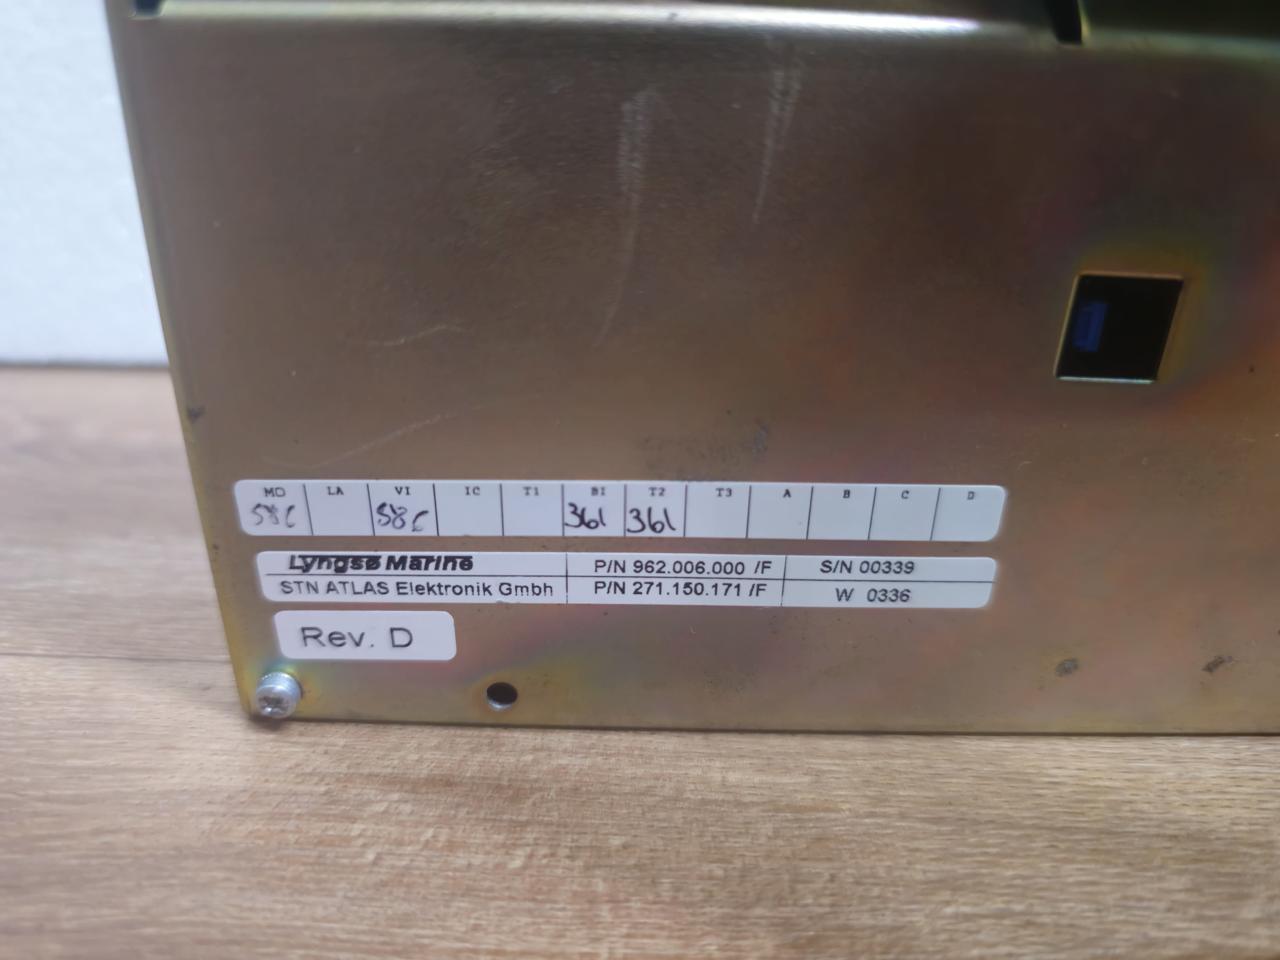 MO LA VI IC T1 BI T2 T3 A B C D
58C 58C 361 361
Lyngsø Marine P/N 962.006.000 /F S/N 00339
STN ATLAS Elektronik Gmbh P/N 271.150.171 /F W 0336
Rev. D